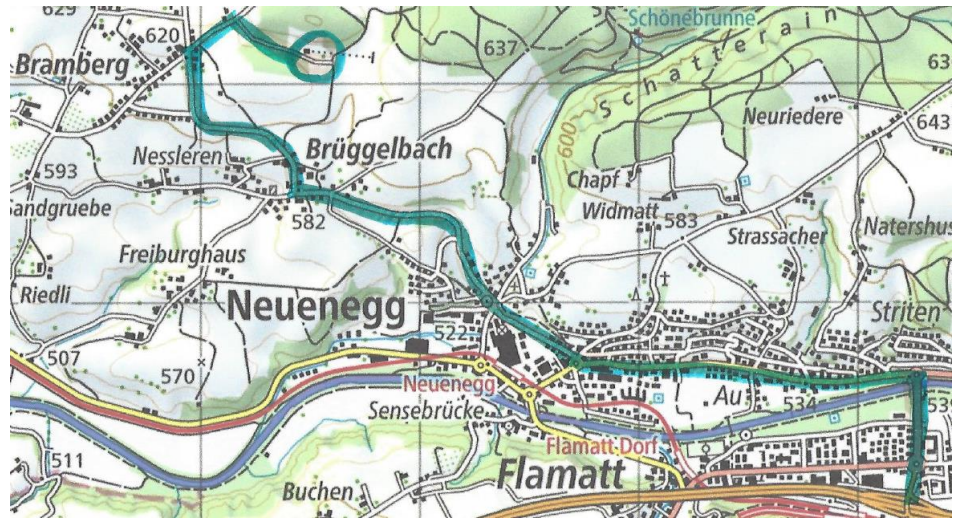 629
620
Bramberg
637
Schönebrunne
Schatterain
63
Neuriedere
643
600
Nessleren
Brüggelbach
593
Chapf
andgruebe
582
Widmatt
583
Strassacher
Natershus
Freiburghaus
Riedli
Neuenegg
522
Striten
507
570
Neuenegg
Au
534
539
Sensebrücke
Flamatt Dorf
511
Buchen
Flamatt